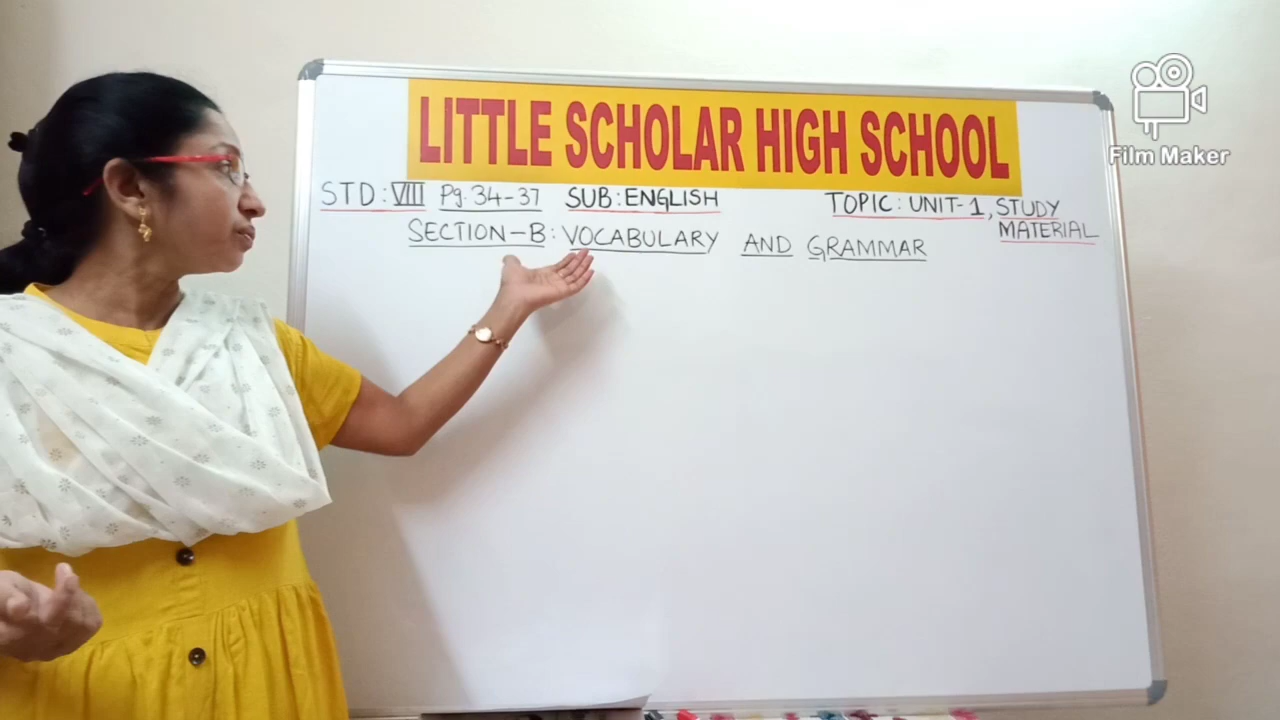 LITTLE SCHOLAR HIGH SCHOOL
STD : VIII Pg. 34-37 SUB : ENGLISH TOPIC : UNIT-1, STUDY
MATERIAL
SECTION-B : VOCABULARY AND GRAMMAR
Film Maker